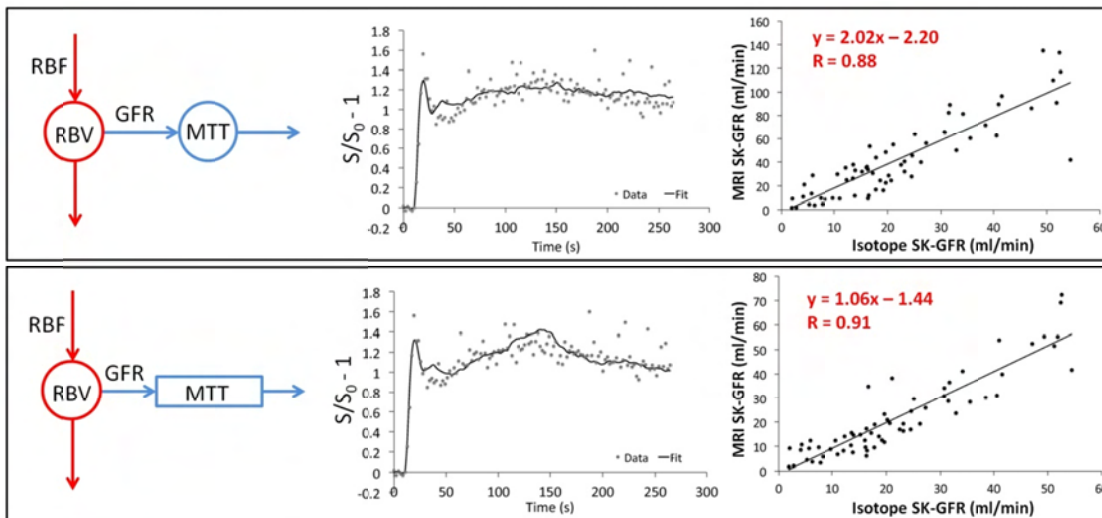 RBF
RBV
GFR
MTT
S/S0 - 1
1.8
1.6
1.4
1.2
1
0.8
0.6
0.4
0.2
0
-0.2
0 50 100 150 200 250 300
Data Fit
Time (s)
y = 2.02x – 2.20
R = 0.88
MRI SK-GFR (ml/min)
160
140
120
100
80
60
40
20
0
0 10 20 30 40 50 60
Isotope SK-GFR (ml/min)
RBF
RBV
GFR
MTT
S/S0 - 1
1.8
1.6
1.4
1.2
1
0.8
0.6
0.4
0.2
0
-0.2
0 50 100 150 200 250 300
Data Fit
Time (s)
y = 1.06x – 1.44
R = 0.91
MRI SK-GFR (ml/min)
80
70
60
50
40
30
20
10
0
0 10 20 30 40 50 60
Isotope SK-GFR (ml/min)